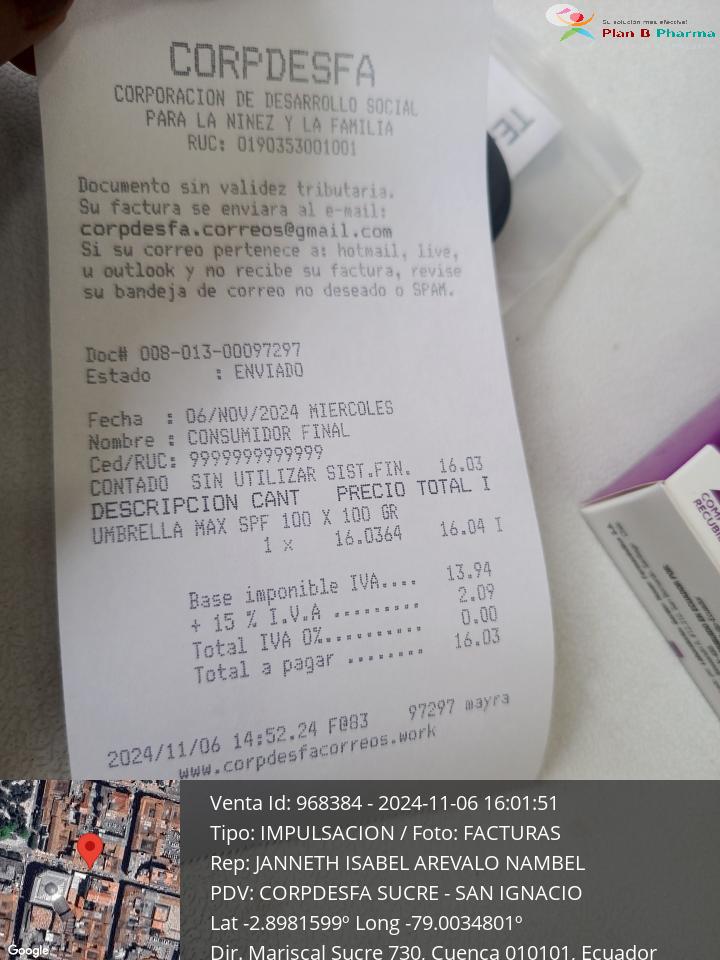 Su solución más efectiva!
Plan B Pharma
CORPDESFA
CORPORACION DE DESARROLLO SOCIAL
PARA LA NINEZ Y LA FAMILIA
RUC: 0190353001001
Documento sin validez tributaria.
Su factura se enviara al e-mail:
corpdesfa.correos@gmail.com
Si su correo pertenece a: hotmail, live,
u outlook y no recibe su factura, revise
su bandeja de correo no deseado o SPAM.
Doc# 008-013-00097297
Estado : ENVIADO
Fecha : 06/NOV/2024 MIERCOLES
Nombre : CONSUMIDOR FINAL
Ced/RUC: 9999999999999
CONTADO SIN UTILIZAR SIST.FIN. 16.03
DESCRIPCION CANT PRECIO TOTAL I
UMBRELLA MAX SPF 100 X 100 GR
1 x 16.0364 16.04 I
Base imponible IVA.... 13.94
+ 15 % I.V.A ......... 2.09
Total IVA 0%.......... 0.00
Total a pagar ........ 16.03
2024/11/06 14:52.24 F@83 97297 mayra
www.corpdesfacorreos.work
Venta Id: 968384 - 2024-11-06 16:01:51
Tipo: IMPULSACION / Foto: FACTURAS
Rep: JANNETH ISABEL AREVALO NAMBEL
PDV: CORPDESFA SUCRE - SAN IGNACIO
Lat -2.8981599º Long -79.0034801º
Dir. Mariscal Sucre 730, Cuenca 010101, Ecuador
Google